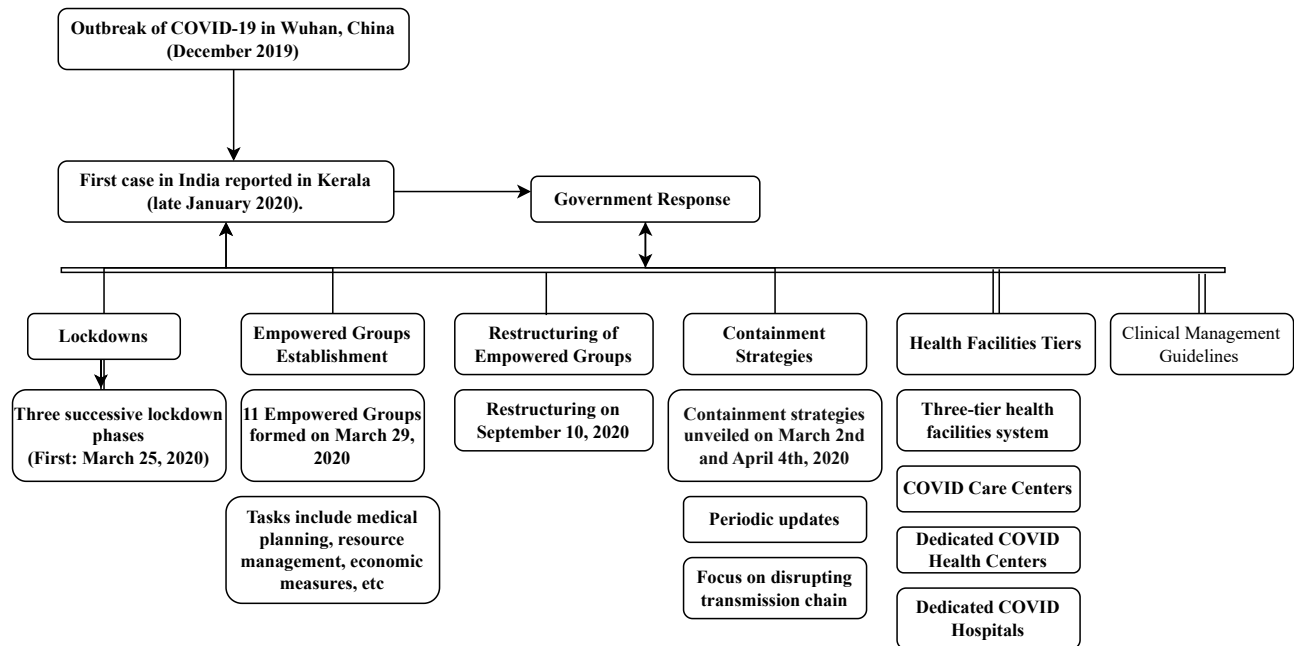 Outbreak of COVID-19 in Wuhan, China
(December 2019)
First case in India reported in Kerala
(late January 2020).
Government Response
Lockdowns
Three successive lockdown
phases
(First: March 25, 2020)
Empowered Groups
Establishment
11 Empowered Groups
formed on March 29,
2020
Tasks include medical
planning, resource
management, economic
measures, etc
Restructuring of
Empowered Groups
Restructuring on
September 10, 2020
Containment
Strategies
Containment strategies
unveiled on March 2nd
and April 4th, 2020
Periodic updates
Focus on disrupting
transmission chain
Health Facilities Tiers
Three-tier health
facilities system
COVID Care Centers
Dedicated COVID
Health Centers
Dedicated COVID
Hospitals
Clinical Management
Guidelines